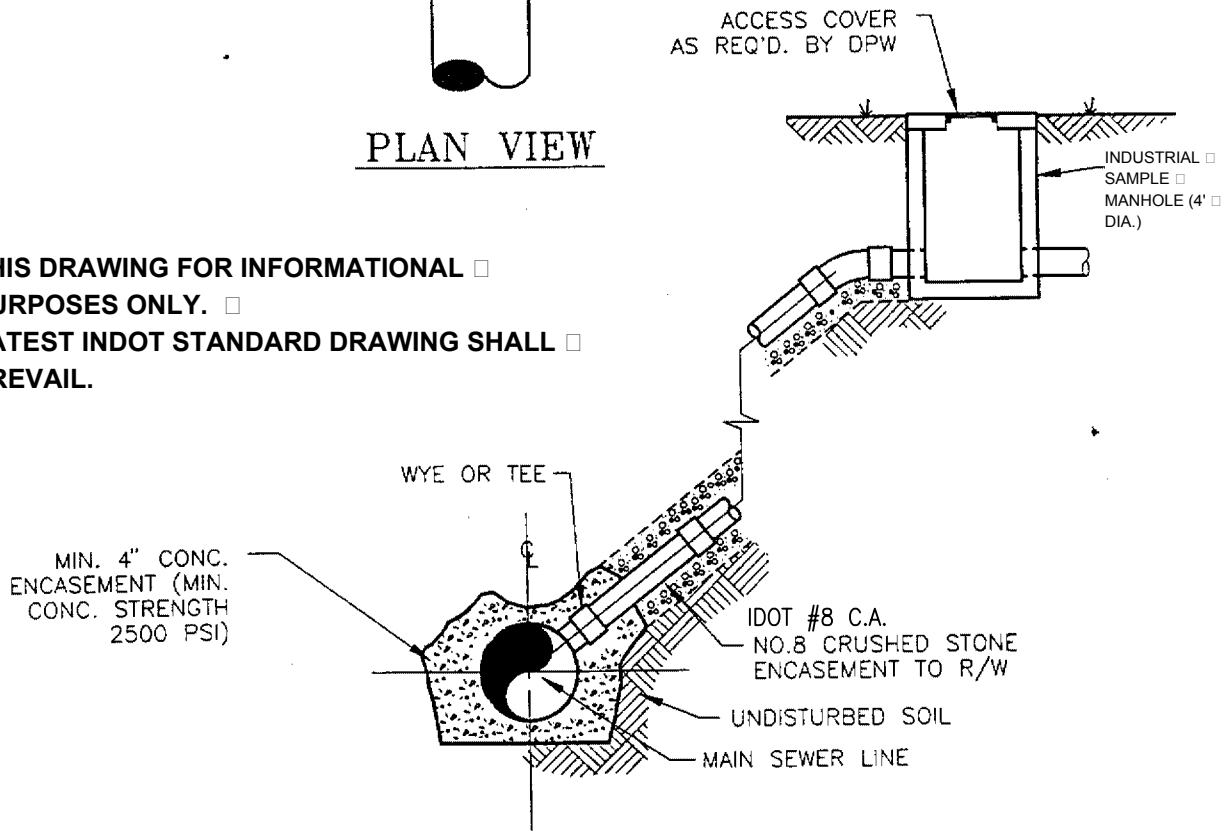 ACCESS COVER
AS REQ'D. BY DPW
PLAN VIEW
INDUSTRIAL
SAMPLE
MANHOLE (4'
DIA.)
HIS DRAWING FOR INFORMATIONAL
URPOSES ONLY.
ATEST INDOT STANDARD DRAWING SHALL
REVAIL.
WYE OR TEE
℄
MIN. 4" CONC.
ENCASEMENT (MIN.
CONC. STRENGTH
2500 PSI)
IDOT #8 C.A.
NO.8 CRUSHED STONE
ENCASEMENT TO R/W
UNDISTURBED SOIL
MAIN SEWER LINE